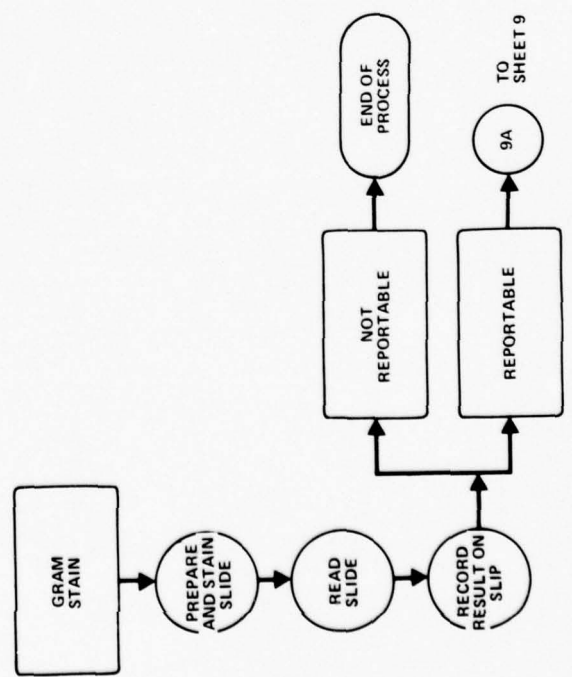 GRAM
STAIN
PREPARE
AND STAIN
SLIDE
READ
SLIDE
RECORD
RESULT ON
SLIP
NOT
REPORTABLE
END OF
PROCESS
REPORTABLE
9A
TO
SHEET 9